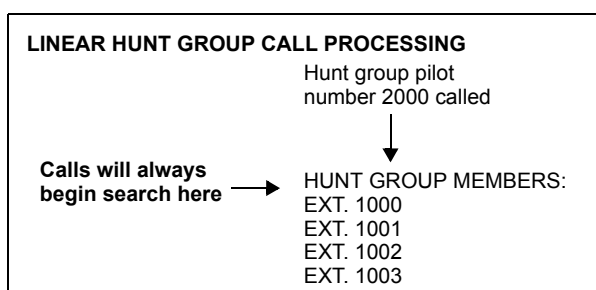 LINEAR HUNT GROUP CALL PROCESSING
Hunt group pilot
number 2000 called
Calls will always
begin search here
HUNT GROUP MEMBERS:
EXT. 1000
EXT. 1001
EXT. 1002
EXT. 1003